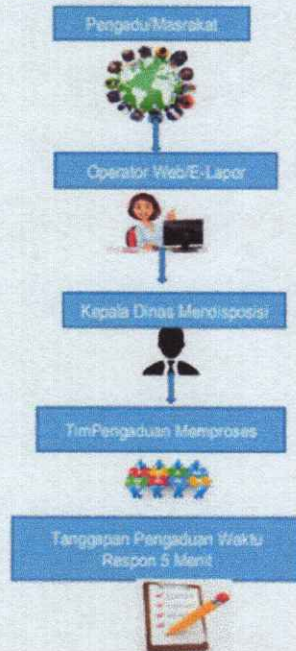 Pengadu/Masrakat
Operator Web/E-Lapor
Kepala Dinas Mendisposisi
TimPengaduan Memproses
Tanggapan Pengaduan Waktu
Respon 5 Menit